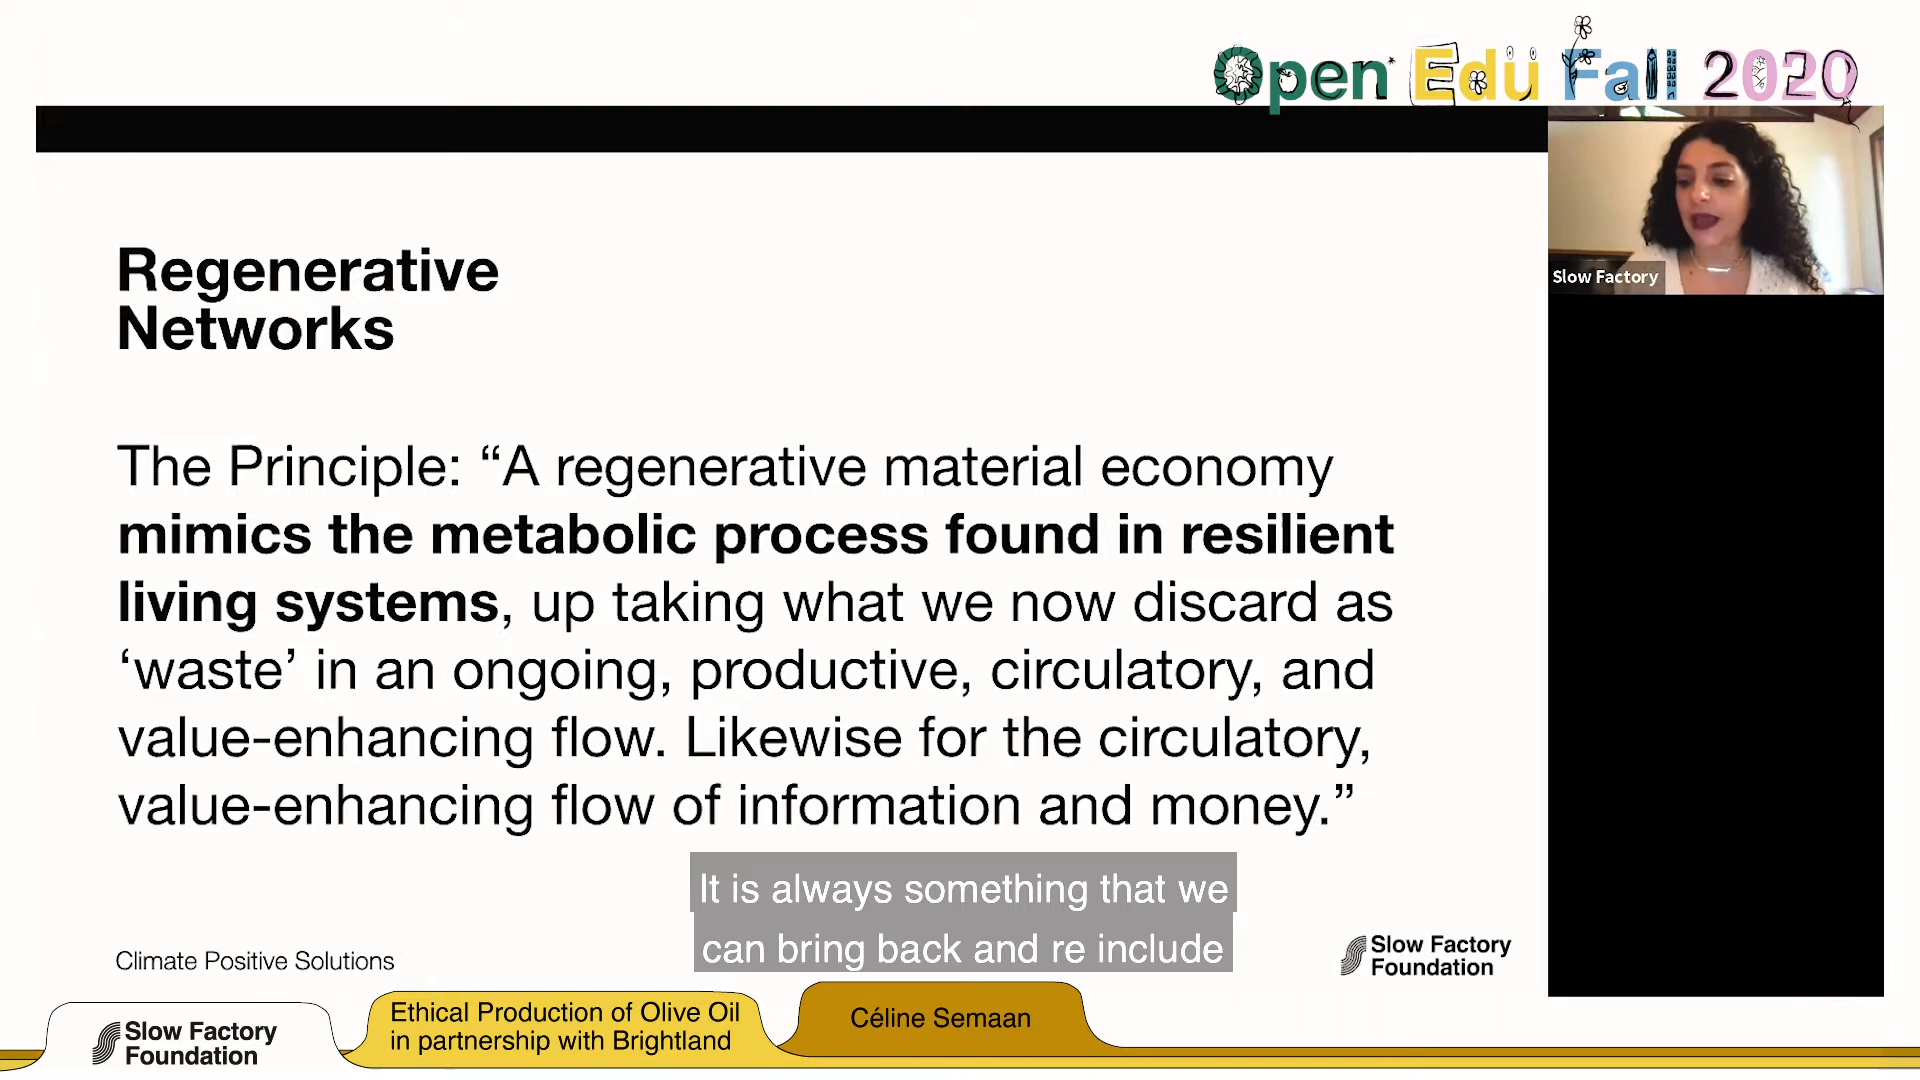 Open Edu Fall 2020
Regenerative
Networks
Slow Factory
The Principle: “A regenerative material economy
mimics the metabolic process found in resilient
living systems, up taking what we now discard as
‘waste’ in an ongoing, productive, circulatory, and
value-enhancing flow. Likewise for the circulatory,
value-enhancing flow of information and money.”
It is always something that we
can bring back and re include
Climate Positive Solutions
Slow Factory
Foundation
Slow Factory
Foundation
Ethical Production of Olive Oil
in partnership with Brightland
Céline Semaan